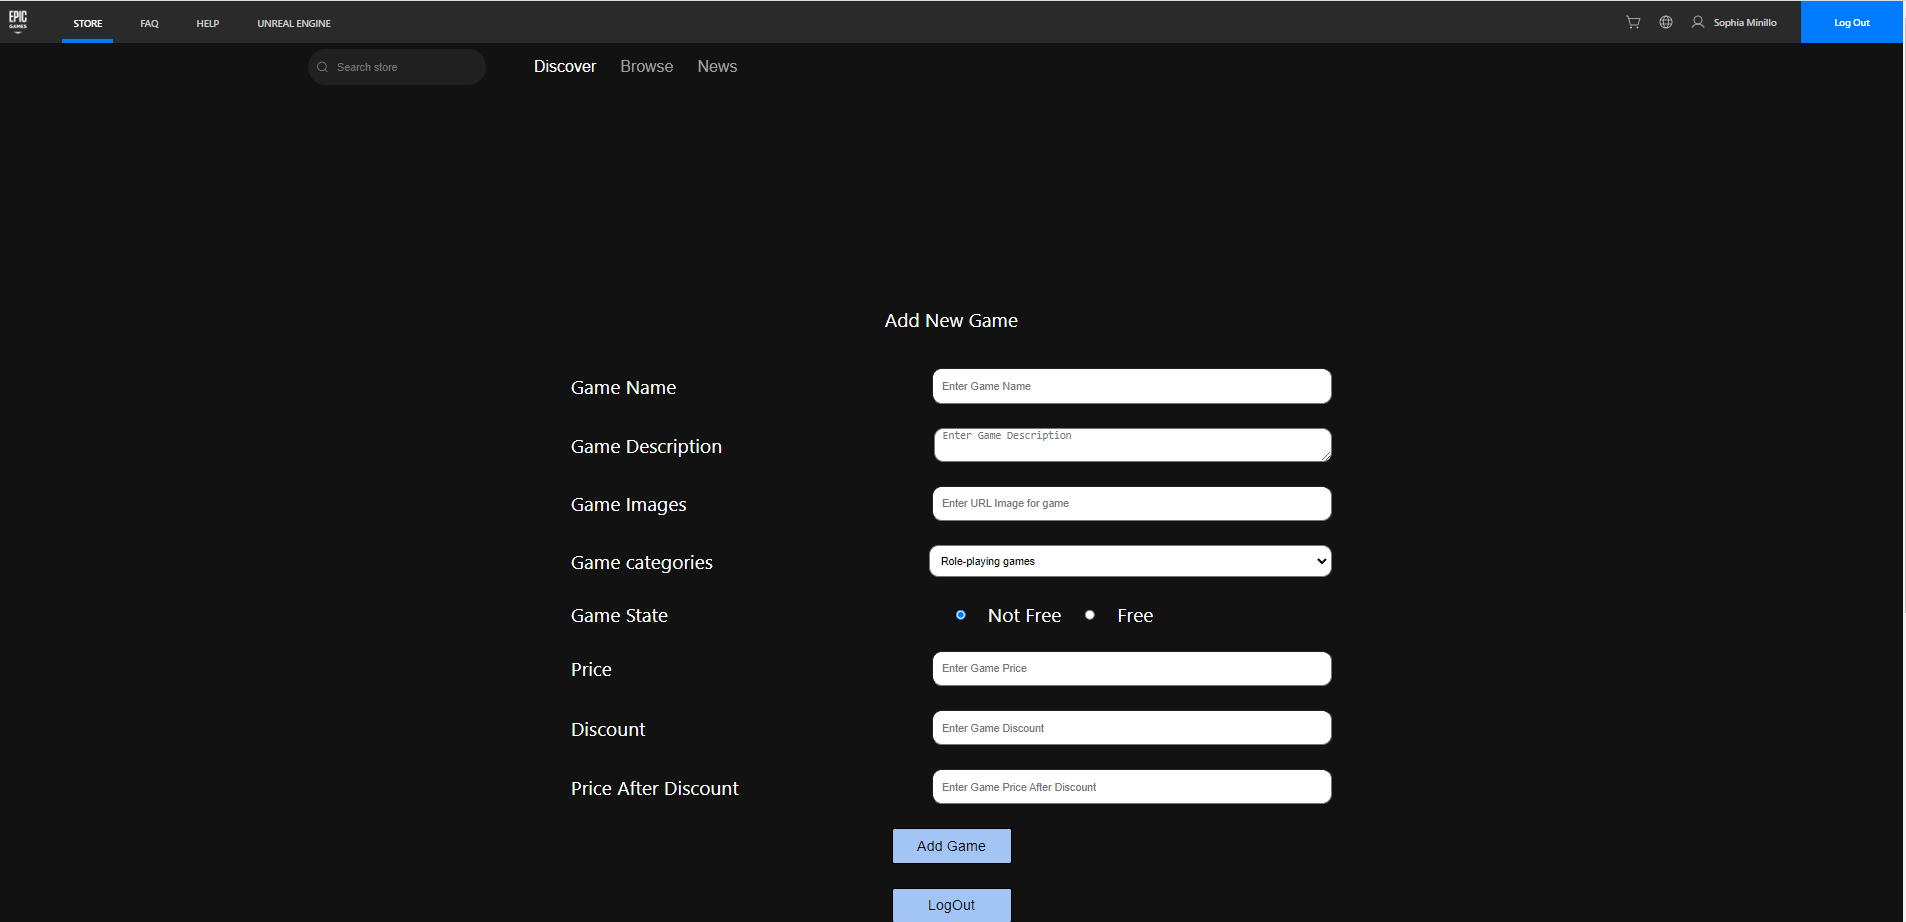 EPIC
GAMES
STORE FAQ HELP UNREAL ENGINE Sophia Minillo Log Out
Search store Discover Browse News
Add New Game
Game Name Enter Game Name
Game Description Enter Game Description
Game Images Enter URL Image for game
Game categories Role-playing games
Game State Not Free Free
Price Enter Game Price
Discount Enter Game Discount
Price After Discount Enter Game Price After Discount
Add Game
LogOut